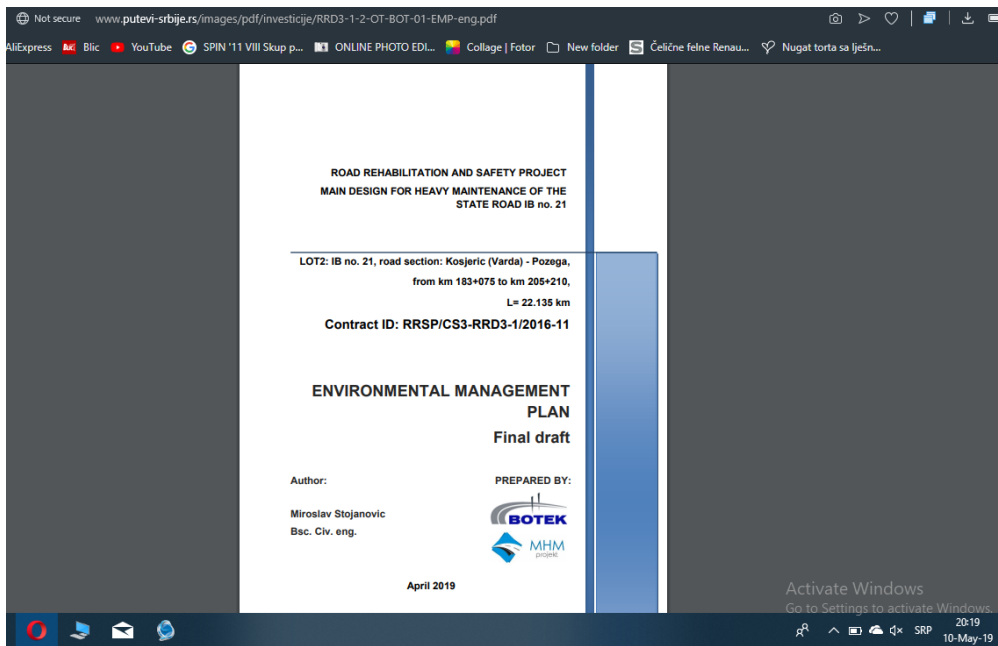 Not secure www.putevi-srbije.rs/images/pdf/investicije/RRD3-1-2-OT-BOT-01-EMP-eng.pdf
AliExpress Blic YouTube SPIN '11 VIII Skup p... ONLINE PHOTO EDI... Collage | Fotor New folder Čelične felne Renau... Nugat torta sa lješn...
ROAD REHABILITATION AND SAFETY PROJECT
MAIN DESIGN FOR HEAVY MAINTENANCE OF THE
STATE ROAD IB no. 21
LOT2: IB no. 21, road section: Kosjeric (Varda) - Pozega,
from km 183+075 to km 205+210,
L= 22.135 km
Contract ID: RRSP/CS3-RRD3-1/2016-11
ENVIRONMENTAL MANAGEMENT
PLAN
Final draft
Author: PREPARED BY:
Miroslav Stojanovic
Bsc. Civ. eng.
BOTEK
MHM
projekt
April 2019
Activate Windows
Go to Settings to activate Windows.
SRP
20:19
10-May-19